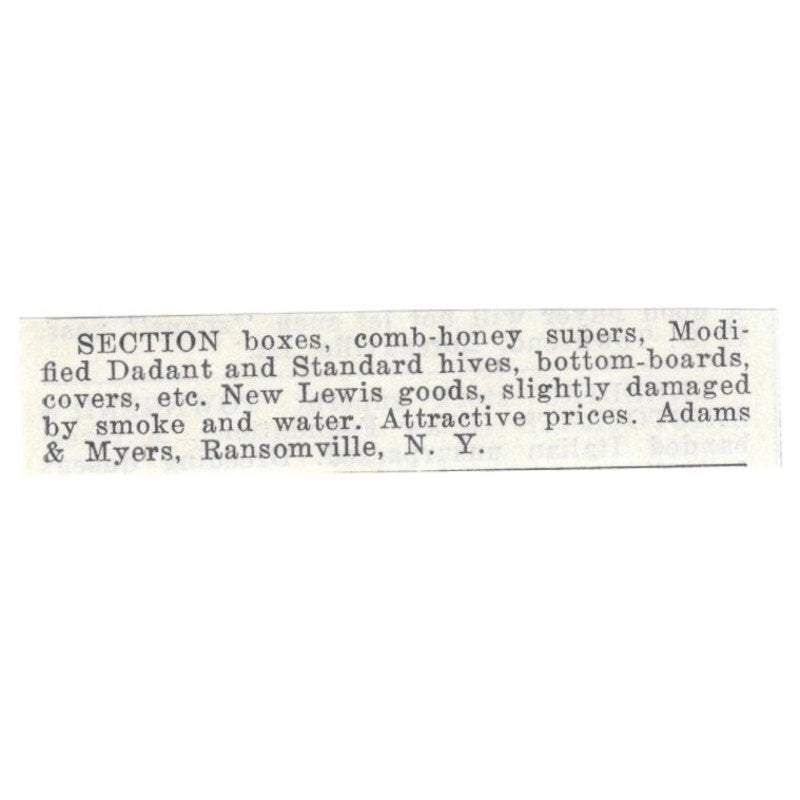 SECTION boxes, comb-honey supers, Modi-
fied Dadant and Standard hives, bottom-boards,
covers, etc. New Lewis goods, slightly damaged
by smoke and water. Attractive prices. Adams
& Myers, Ransomville, N. Y.